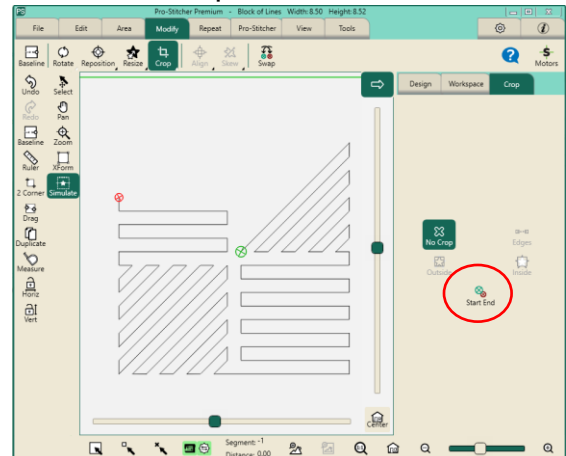 Pro-Stitcher Premium - Block of Lines Width: 8.50 Height: 8.52
File Edit Area Modify Repeat Pro-Stitcher View Tools
Baseline Rotate Reposition Resize Crop Align Skew Swap Motors
Design Workspace Crop
Undo Select
Redo Pan
Baseline Zoom
Ruler XForm
2 Corner Simulate
Drag
Duplicate
Measure
Horiz
Vert
No Crop Edges
Outside Inside
Start End
Center
Segment: -1
Distance: 0.00